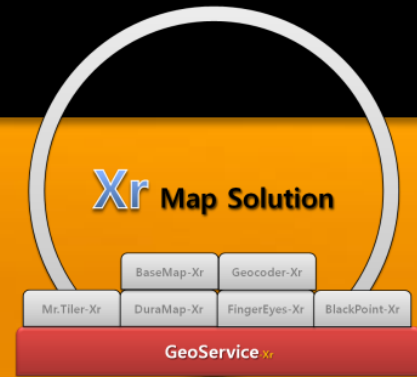 Xr Map Solution
BaseMap-Xr Geocoder-Xr
Mr.Tiler-Xr DuraMap-Xr FingerEyes-Xr BlackPoint-Xr
GeoService-Xr